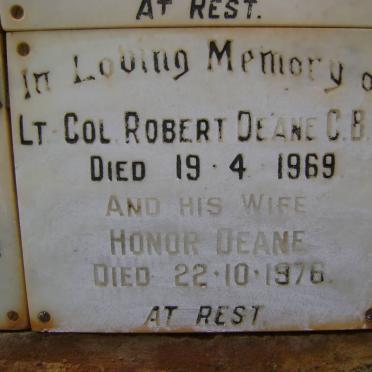 AT REST.
In Loving Memory o
LT. COL. ROBERT DEANE C.B.
DIED 19·4·1969
AND HIS WIFE
HONOR DEANE
DIED 22·10·1976.
AT REST